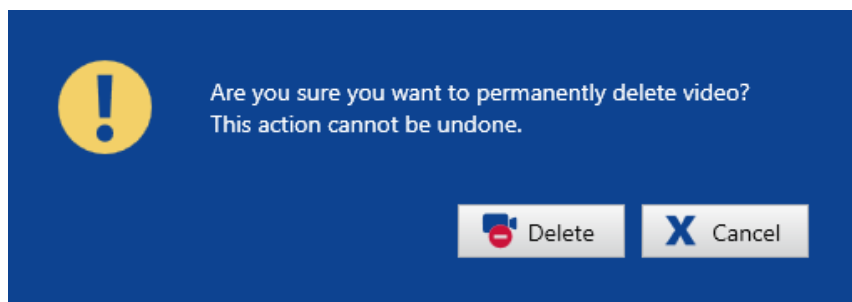 Are you sure you want to permanently delete video?
This action cannot be undone.
Delete
Cancel